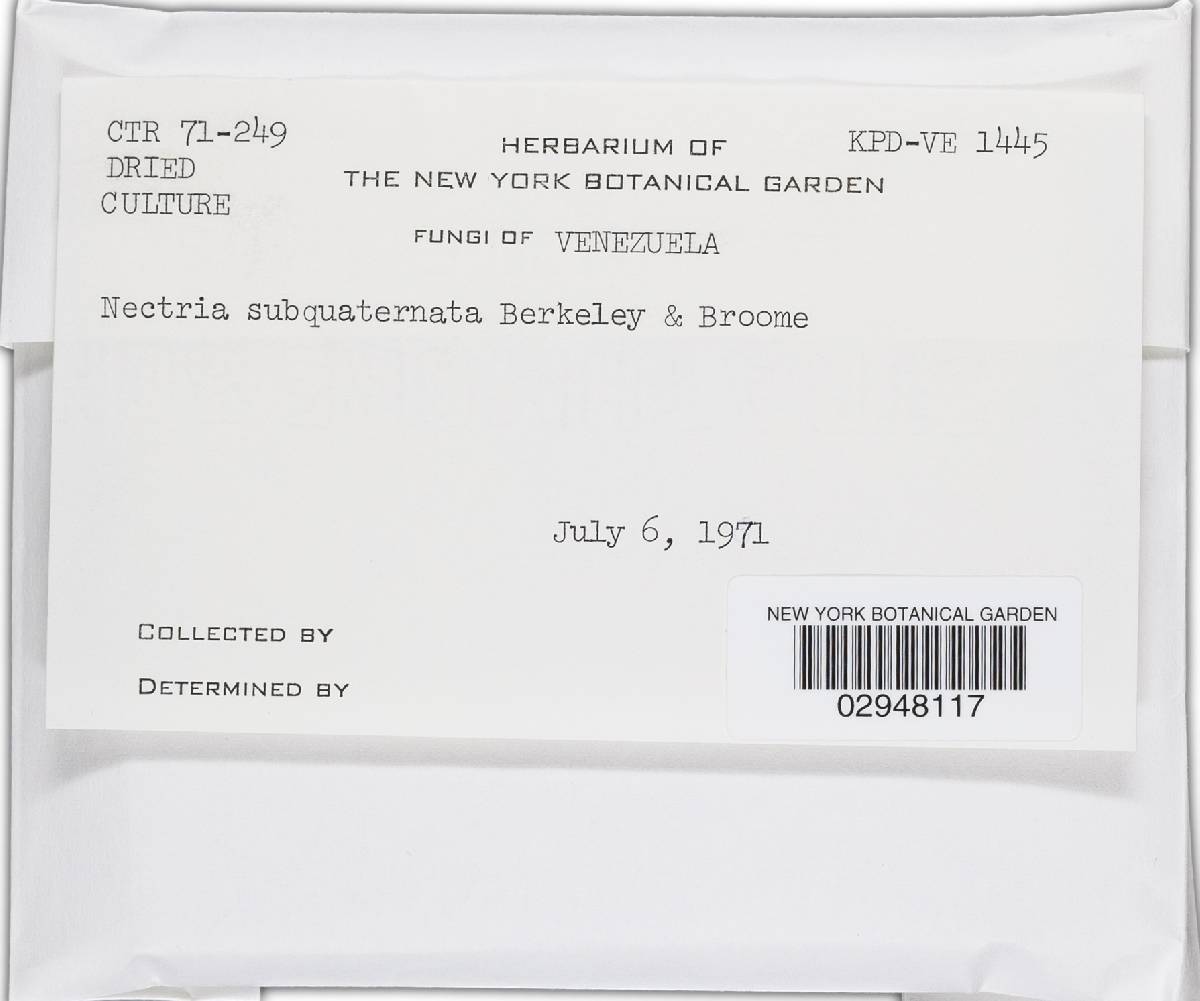 CTR 71-249
DRIED
CULTURE
HERBARIUM OF
THE NEW YORK BOTANICAL GARDEN
KPD-VE 1445
FUNGI OF VENEZUELA
Nectria subquaternata Berkeley & Broome
July 6, 1971
COLLECTED BY
DETERMINED BY
NEW YORK BOTANICAL GARDEN
02948117